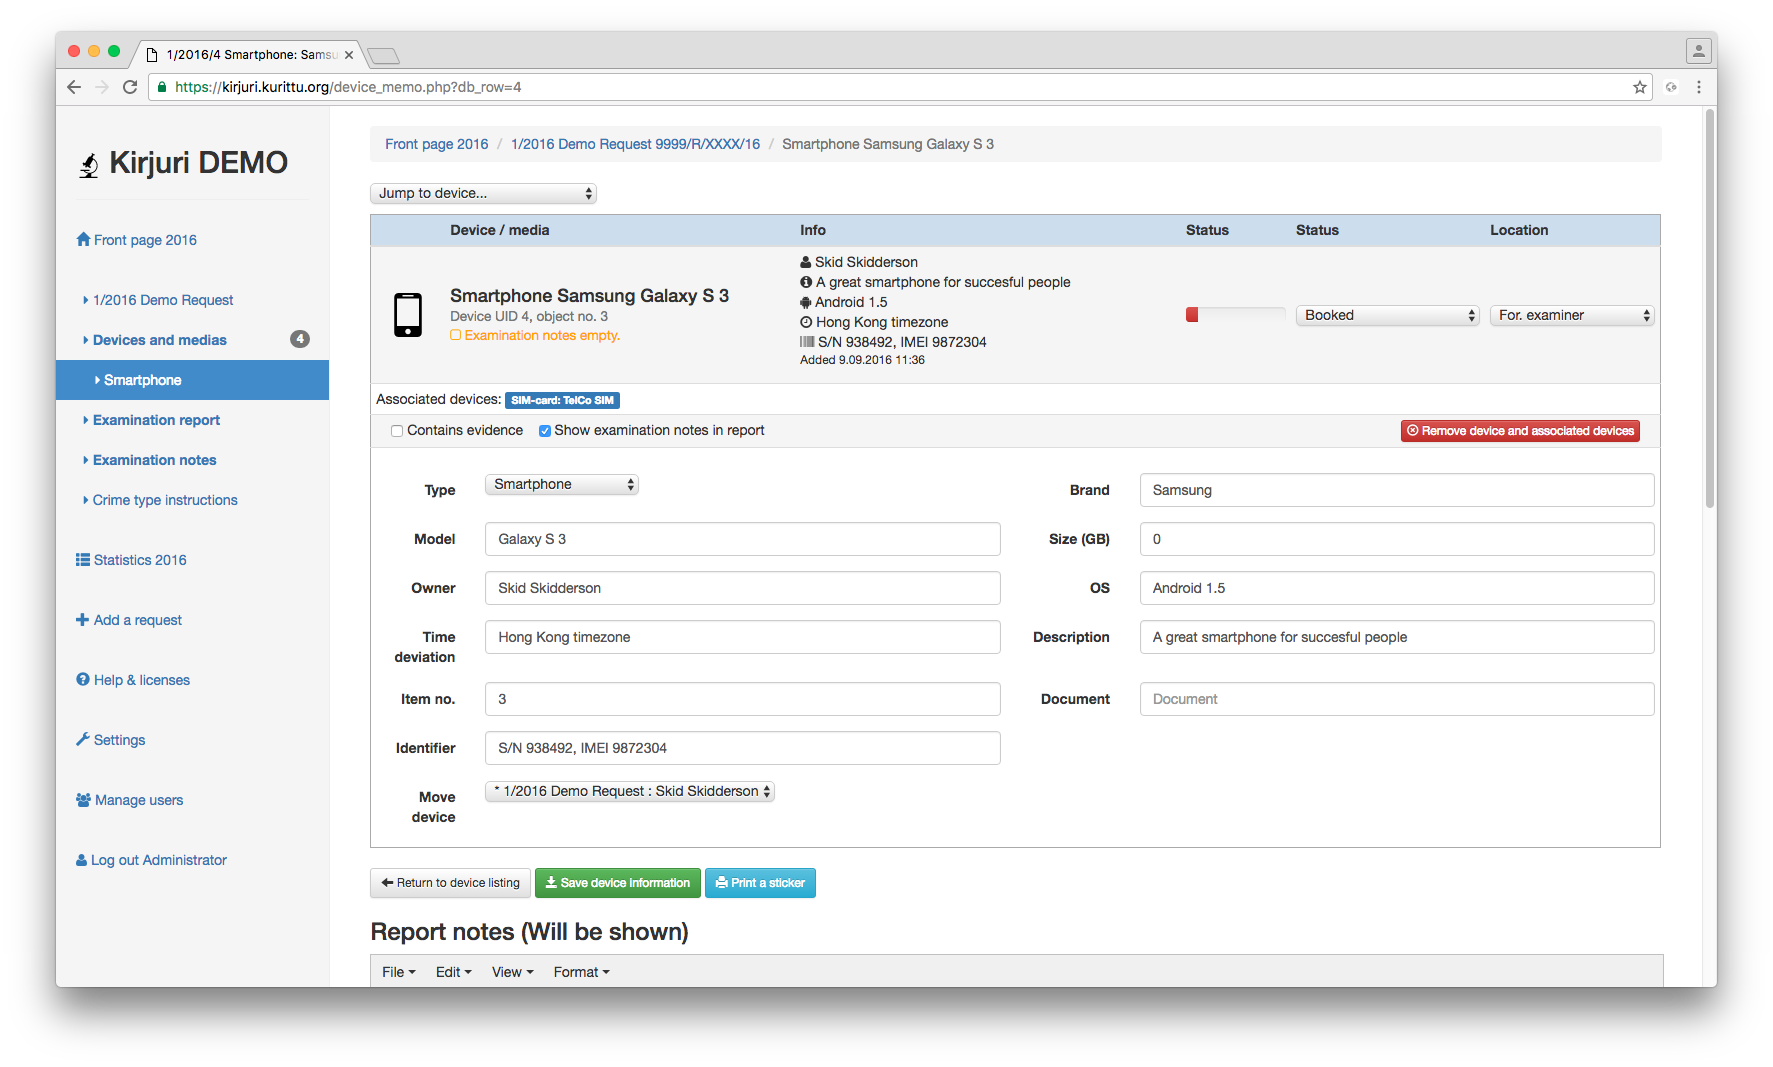 1/2016/4 Smartphone: Samsu
https://kirjuri.kurittu.org/device_memo.php?db_row=4
Kirjuri DEMO
Front page 2016
1/2016 Demo Request
Devices and medias 4
Smartphone
Examination report
Examination notes
Crime type instructions
Statistics 2016
Add a request
Help & licenses
Settings
Manage users
Log out Administrator
Front page 2016 / 1/2016 Demo Request 9999/R/XXXX/16 / Smartphone Samsung Galaxy S 3
Jump to device...
Device / media Info Status Status Location
Smartphone Samsung Galaxy S 3
Device UID 4, object no. 3
Examination notes empty.
Skid Skidderson
A great smartphone for succesful people
Android 1.5
Hong Kong timezone
S/N 938492, IMEI 9872304
Added 9.09.2016 11:36
Booked
For. examiner
Associated devices: SIM-card: TelCo SIM
Contains evidence Show examination notes in report Remove device and associated devices
Type Smartphone
Brand Samsung
Model Galaxy S 3
Size (GB) 0
Owner Skid Skidderson
OS Android 1.5
Time deviation Hong Kong timezone
Description A great smartphone for succesful people
Item no. 3
Document Document
Identifier S/N 938492, IMEI 9872304
Move device * 1/2016 Demo Request : Skid Skidderson
Return to device listing Save device information Print a sticker
Report notes (Will be shown)
File Edit View Format